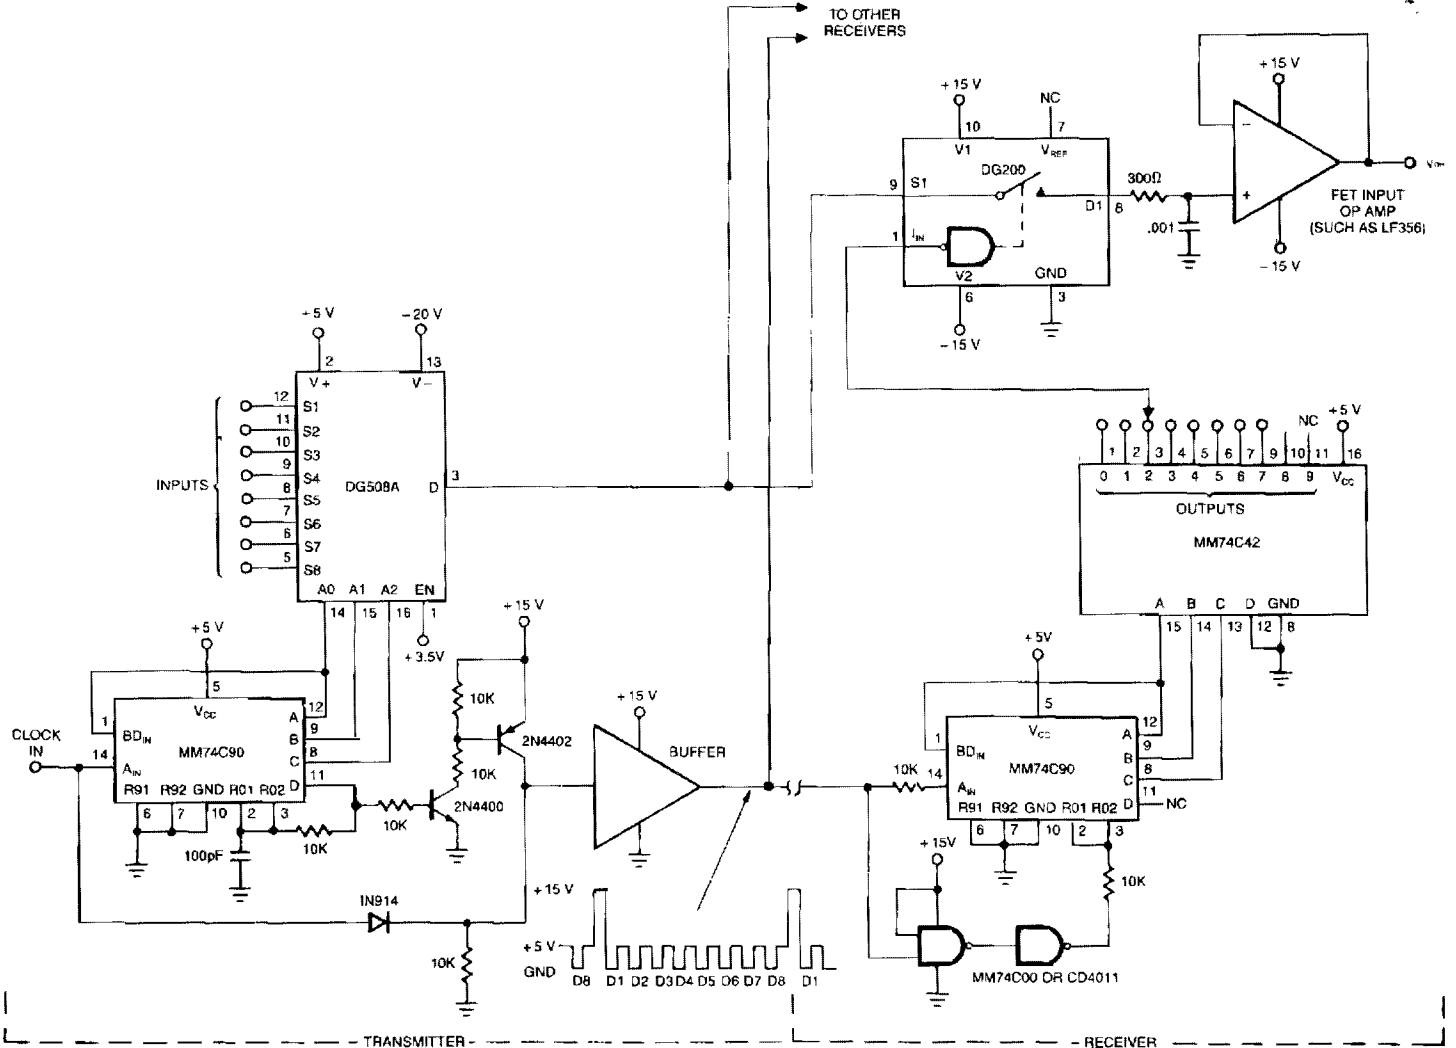 TO OTHER
RECEIVERS
+15 V
NC
+15 V
10
7
V1
VREF
DG200
9
S1
D1
8
300Ω
.001
−
+
FET INPUT
OP AMP
(SUCH AS LF356)
−15 V
1
IIN
V2
GND
6
3
−15 V
+5 V
−20 V
2
13
V+
V−
INPUTS
12
S1
11
S2
10
S3
9
S4
8
S5
7
S6
6
S7
5
S8
DG508A
D
3
A0
A1
A2
EN
14
15
16
1
+3.5V
NC
+5 V
1
2
3
4
5
6
7
9
10
11
16
0
1
2
3
4
5
6
7
8
9
VCC
OUTPUTS
MM74C42
A
B
C
D
GND
15
14
13
12
8
+5 V
5
VCC
CLOCK
IN
1
BDIN
14
AIN
MM74C90
A
12
B
9
C
8
D
11
R91
R92
GND
R01
R02
6
7
10
2
3
100pF
10K
10K
+15 V
10K
10K
2N4402
2N4400
+15 V
BUFFER
IN914
10K
+15 V
+5 V
GND
D8
D1
D2
D3
D4
D5
D6
D7
D8
D1
+5V
5
VCC
1
BDIN
10K
14
AIN
MM74C90
A
12
B
9
C
8
D
11
NC
R91
R92
GND
R01
R02
6
7
10
2
3
+15V
10K
MM74C00 OR CD4011
TRANSMITTER
RECEIVER